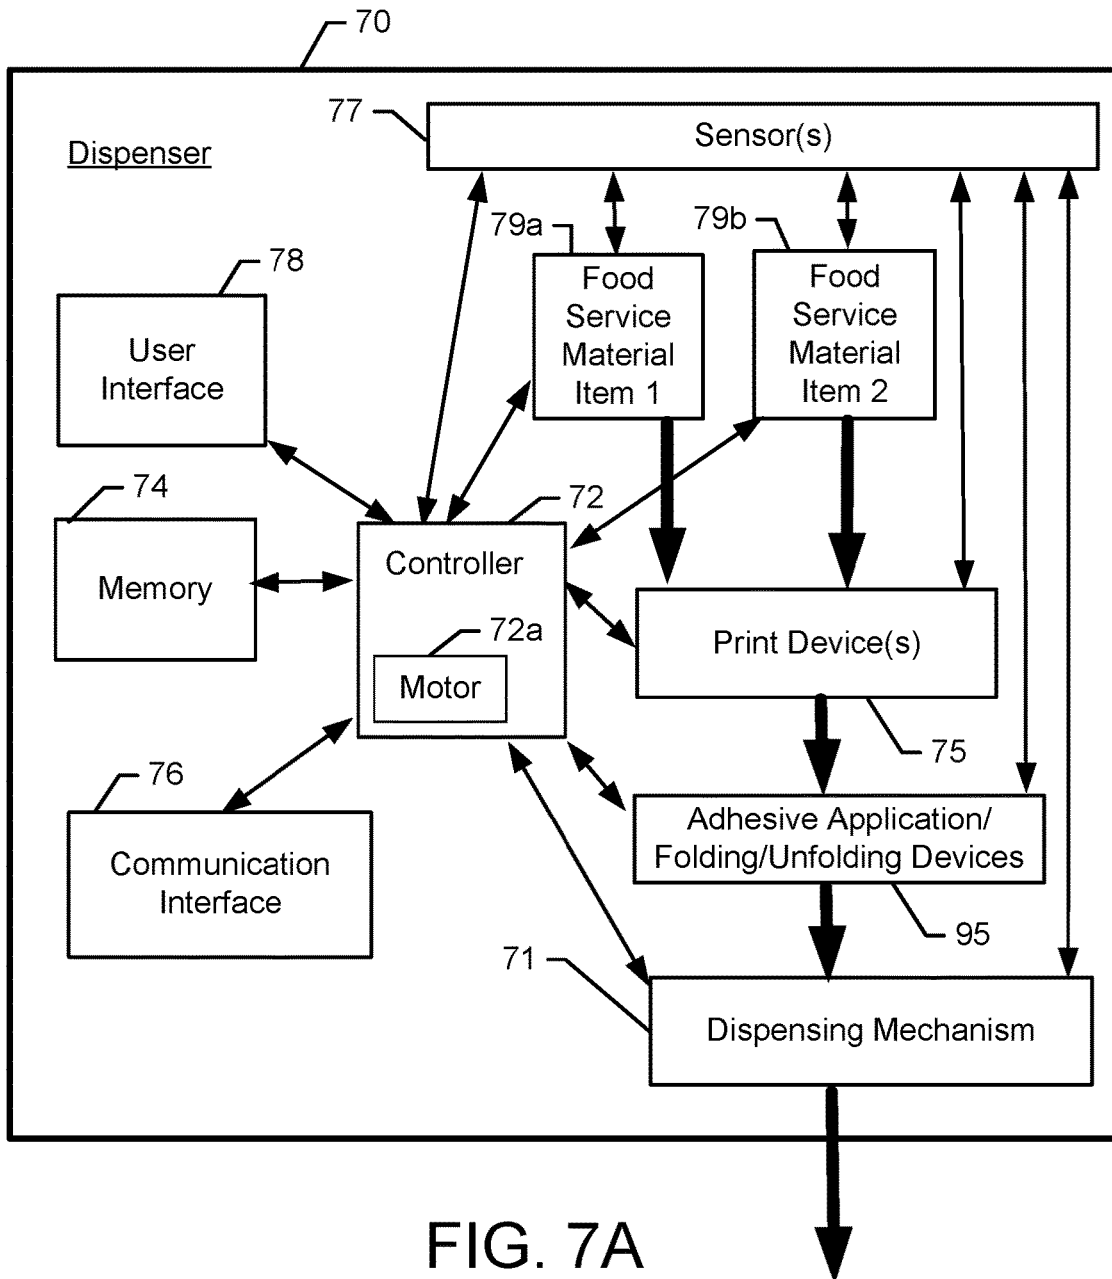 70
77
Sensor(s)
Dispenser
79a
79b
78
Food
Service
Material
Item 1
Food
Service
Material
Item 2
User
Interface
74
72
Memory
Controller
72a
Motor
Print Device(s)
75
76
Adhesive Application/
Folding/Unfolding Devices
Communication
Interface
95
71
Dispensing Mechanism
FIG. 7A